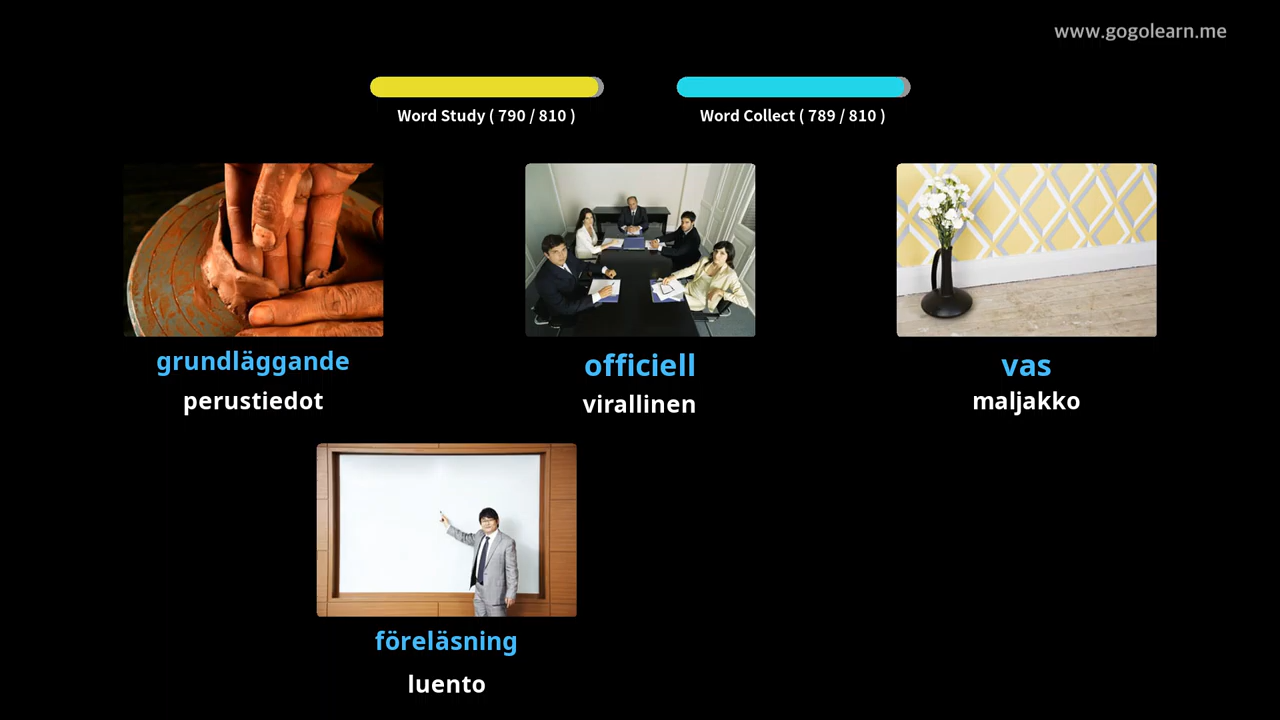 www.gogolearn.me
Word Study ( 790 / 810 )
Word Collect ( 789 / 810 )
grundläggande
perustiedot
officiell
virallinen
vas
maljakko
föreläsning
luento